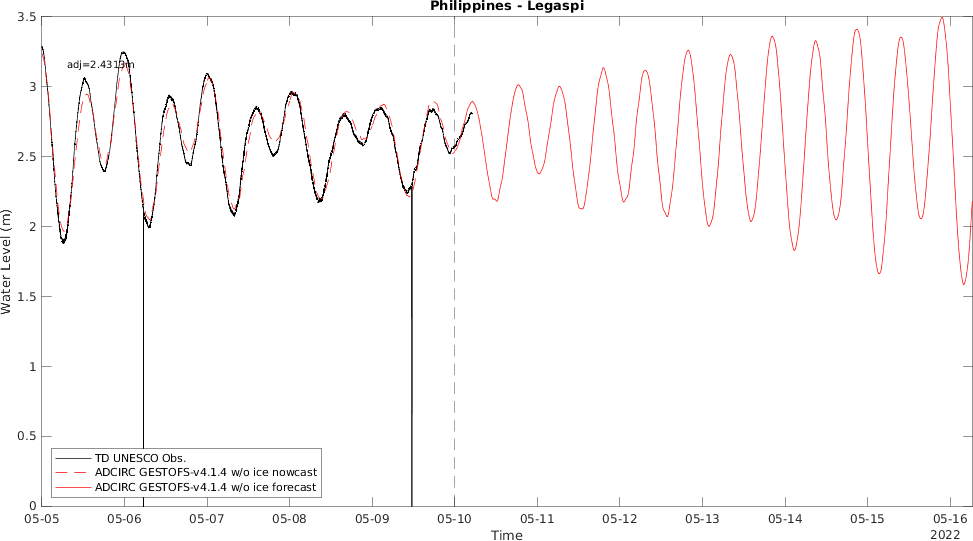 Philippines - Legaspi
3.5
adj=2.4313m
3
2.5
2
1.5
1
0.5
0
Water Level (m)
TD UNESCO Obs.
ADCIRC GESTOFS-v4.1.4 w/o ice nowcast
ADCIRC GESTOFS-v4.1.4 w/o ice forecast
05-05 05-06 05-07 05-08 05-09 05-10 05-11 05-12 05-13 05-14 05-15 05-16
Time
2022